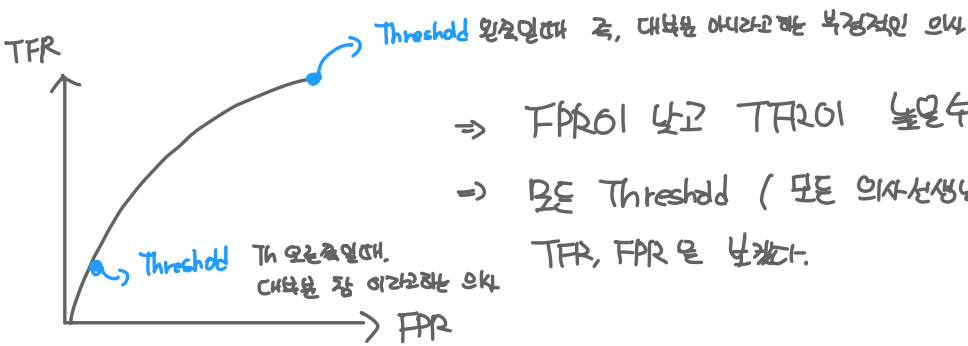 TFR
Threshold 왼쪽일때 즉, 대부분 아니라고 하는 부정적인 의사
⇒ FPR이 낮고 TFR이 높을수
⇒ 모든 Threshold ( 모든 의사선생님
TFR, FPR 을 보겠다.
Threshold Th 오른쪽일때.
대부분 참 이라고하는 의사
FPR